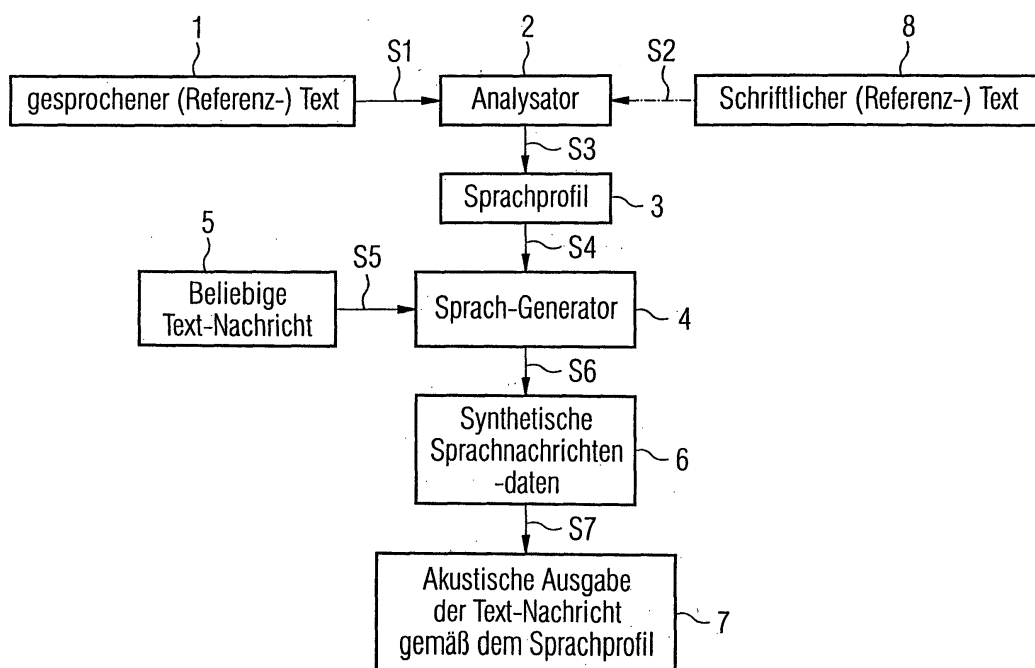 1
2
8
S1
S2
gesprochener (Referenz-) Text
Analysator
Schriftlicher (Referenz-) Text
S3
Sprachprofil
3
5
S4
S5
Beliebige
Text-Nachricht
Sprach-Generator
4
S6
Synthetische
Sprachnachrichten
-daten
6
S7
Akustische Ausgabe
der Text-Nachricht
gemäß dem Sprachprofil
7